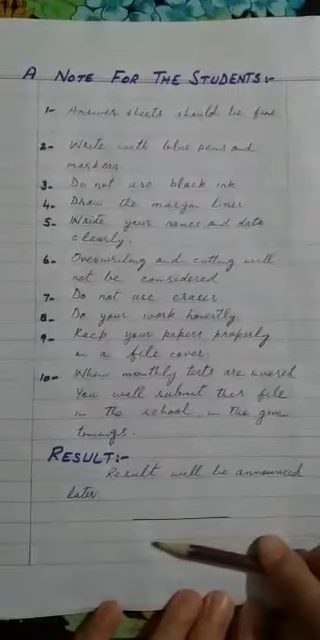 A NOTE FOR THE STUDENTS:-
1- Answer sheets should be fine
2- Write with blue pens and
markers.
3- Do not use black ink
4- Draw the margin lines
5- Write your names and date
clearly.
6- Overwriting and cutting will
not be considered
7- Do not use eraser
8- Do your work honestly
9- Keep your papers properly
in a file cover
10- When monthly tests are
You will submit this file
in the school, in the give
timings.
RESULT:-
Result will be announced
later